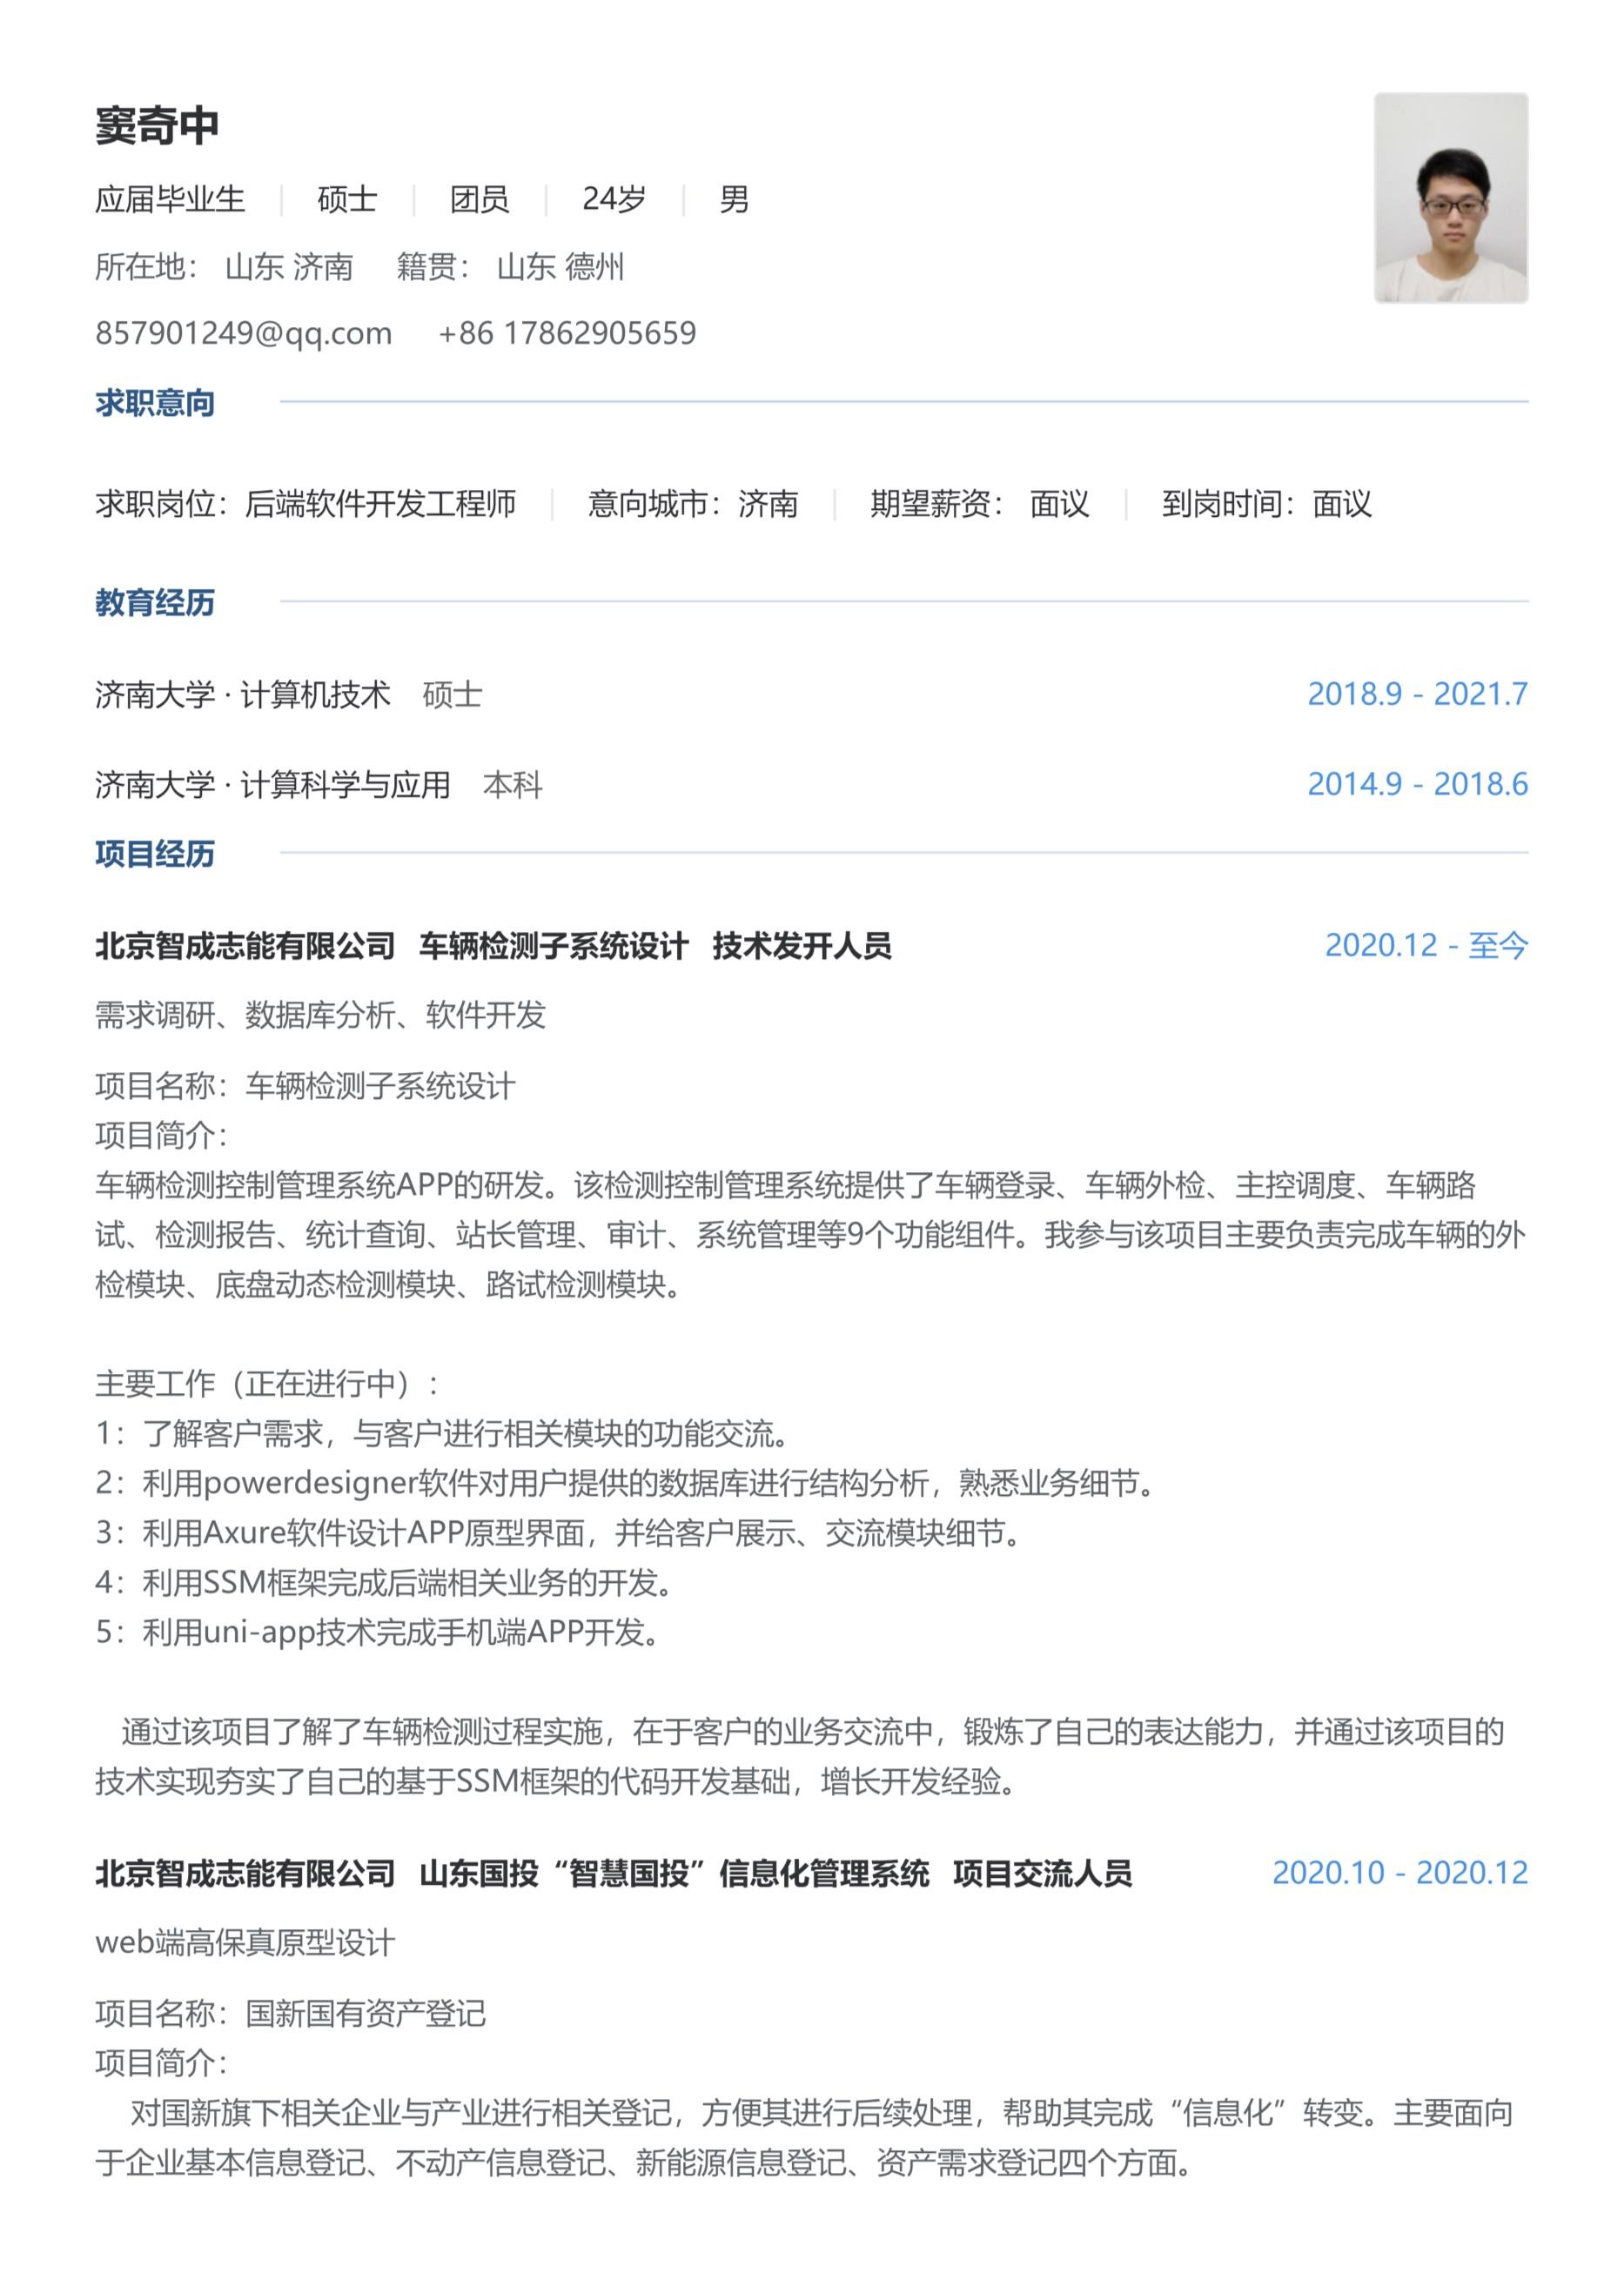 窦奇中
应届毕业生 硕士 团员 24岁 男
所在地： 山东 济南 籍贯： 山东 德州
857901249@qq.com +86 17862905659
求职意向
求职岗位：后端软件开发工程师 意向城市：济南 期望薪资： 面议 到岗时间：面议
教育经历
济南大学 · 计算机技术 硕士 2018.9 - 2021.7
济南大学 · 计算科学与应用 本科 2014.9 - 2018.6
项目经历
北京智成志能有限公司 车辆检测子系统设计 技术发开人员 2020.12 - 至今
需求调研、数据库分析、软件开发
项目名称：车辆检测子系统设计
项目简介：
车辆检测控制管理系统APP的研发。该检测控制管理系统提供了车辆登录、车辆外检、主控调度、车辆路
试、检测报告、统计查询、站长管理、审计、系统管理等9个功能组件。我参与该项目主要负责完成车辆的外
检模块、底盘动态检测模块、路试检测模块。
主要工作（正在进行中）：
1：了解客户需求，与客户进行相关模块的功能交流。
2：利用powerdesigner软件对用户提供的数据库进行结构分析，熟悉业务细节。
3：利用Axure软件设计APP原型界面，并给客户展示、交流模块细节。
4：利用SSM框架完成后端相关业务的开发。
5：利用uni-app技术完成手机端APP开发。
通过该项目了解了车辆检测过程实施，在于客户的业务交流中，锻炼了自己的表达能力，并通过该项目的
技术实现夯实了自己的基于SSM框架的代码开发基础，增长开发经验。
北京智成志能有限公司 山东国投“智慧国投”信息化管理系统 项目交流人员 2020.10 - 2020.12
web端高保真原型设计
项目名称：国新国有资产登记
项目简介：
对国新旗下相关企业与产业进行相关登记，方便其进行后续处理，帮助其完成“信息化”转变。主要面向
于企业基本信息登记、不动产信息登记、新能源信息登记、资产需求登记四个方面。